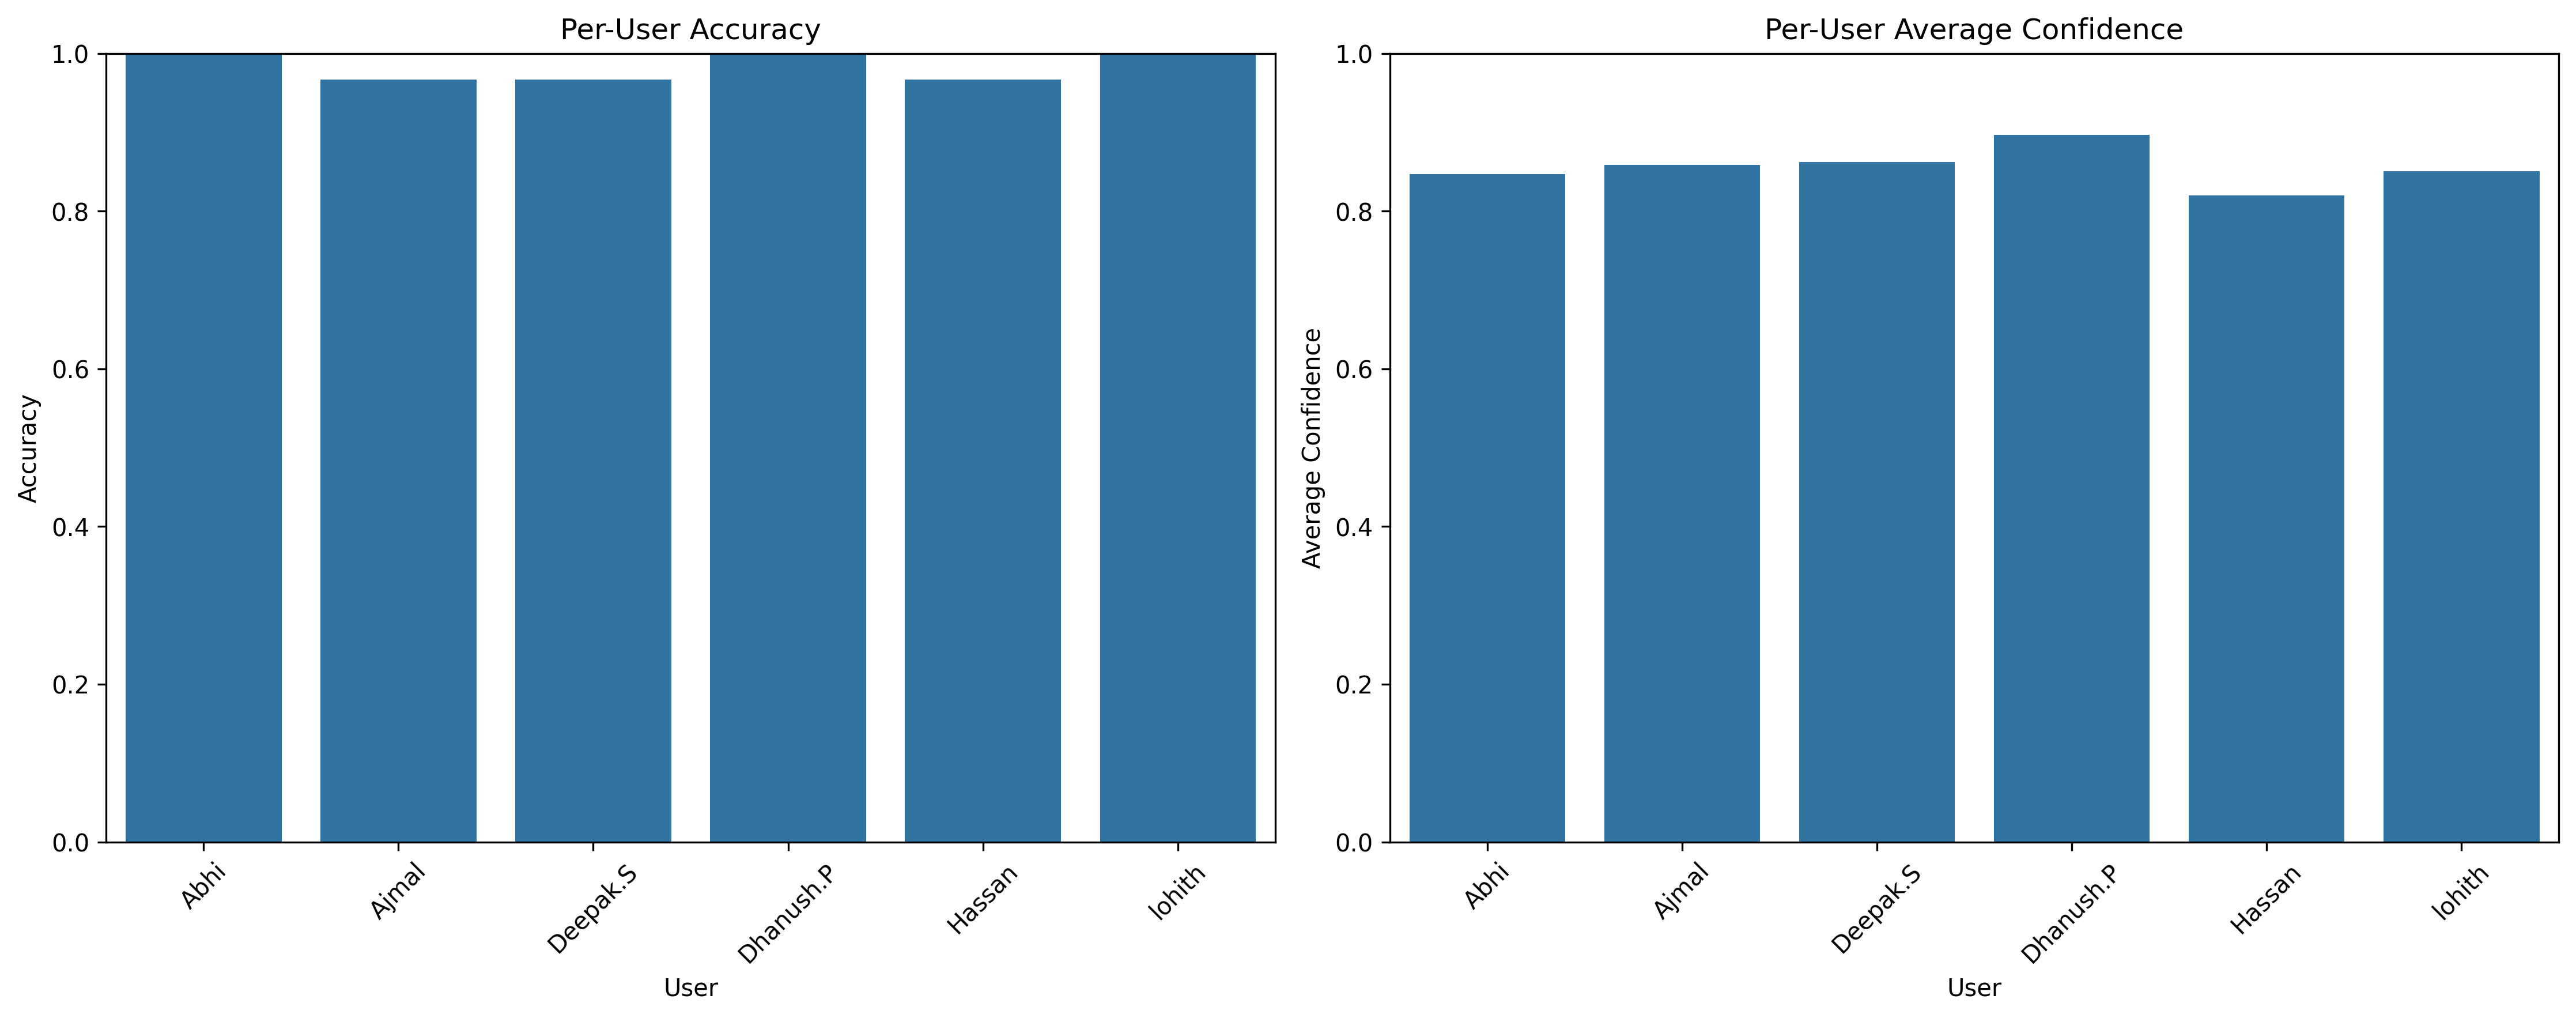 Per-User Accuracy
1.0
0.8
0.6
0.4
0.2
0.0
Accuracy
Abhi
Ajmal
Deepak.S
Dhanush.P
Hassan
lohith
User
Per-User Average Confidence
1.0
0.8
0.6
0.4
0.2
0.0
Average Confidence
Abhi
Ajmal
Deepak.S
Dhanush.P
Hassan
lohith
User